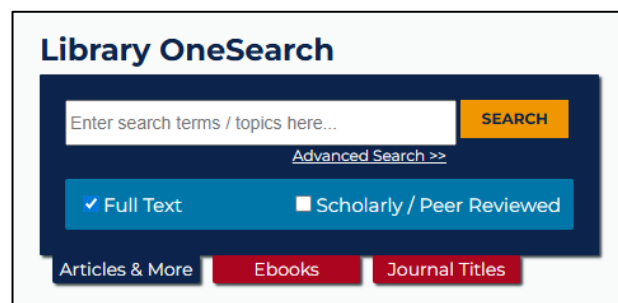 Library OneSearch
Enter search terms / topics here...
SEARCH
Advanced Search >>
Full Text
Scholarly / Peer Reviewed
Articles & More
Ebooks
Journal Titles